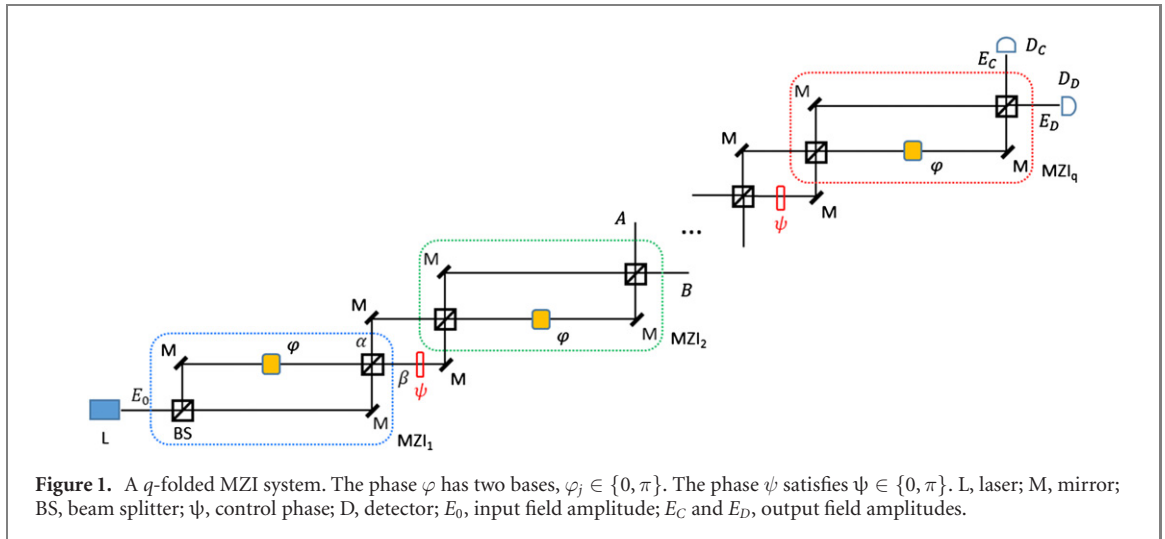 E_C D_C
D_D
M
E_D
M
φ
M
MZI_q
ψ
M
A
...
M
B
M
φ
M
MZI_2
M
φ
α
β
ψ
M
E_0
M
L
BS
MZI_1
Figure 1. A q-folded MZI system. The phase φ has two bases, φ_j ∈ {0, π}. The phase ψ satisfies ψ ∈ {0, π}. L, laser; M, mirror;
BS, beam splitter; ψ, control phase; D, detector; E_0, input field amplitude; E_C and E_D, output field amplitudes.